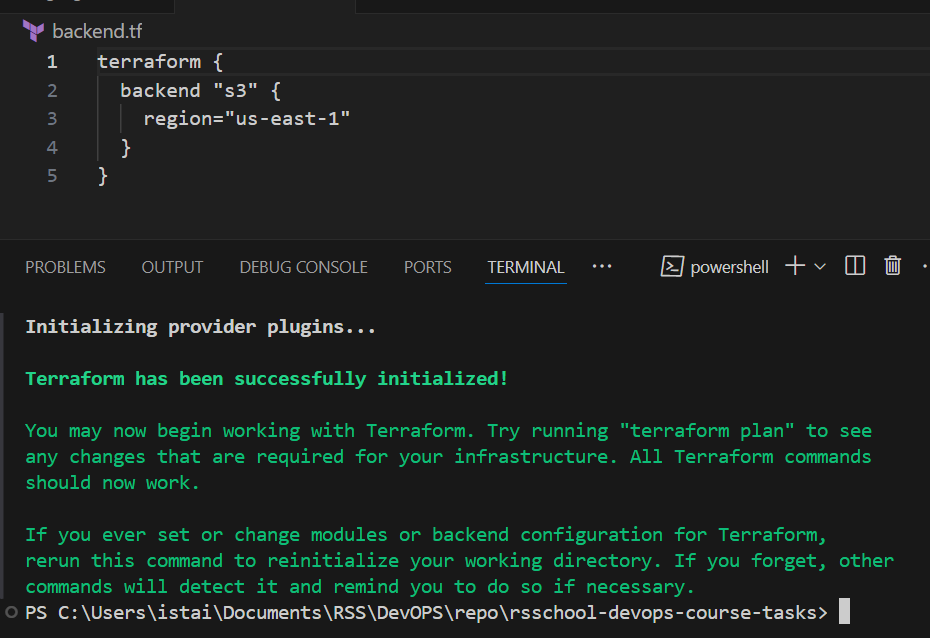 backend.tf
1 terraform {
2 backend "s3" {
3 region="us-east-1"
4 }
5 }
PROBLEMS OUTPUT DEBUG CONSOLE PORTS TERMINAL ··· powershell
Initializing provider plugins...
Terraform has been successfully initialized!
You may now begin working with Terraform. Try running "terraform plan" to see
any changes that are required for your infrastructure. All Terraform commands
should now work.
If you ever set or change modules or backend configuration for Terraform,
rerun this command to reinitialize your working directory. If you forget, other
commands will detect it and remind you to do so if necessary.
PS C:\Users\istai\Documents\RSS\DevOPS\repo\rsschool-devops-course-tasks>